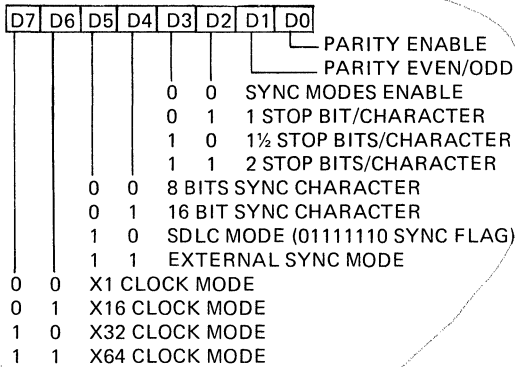 D7 D6 D5 D4 D3 D2 D1 D0
PARITY ENABLE
PARITY EVEN/ODD
0 0 SYNC MODES ENABLE
0 1 1 STOP BIT/CHARACTER
1 0 1½ STOP BITS/CHARACTER
1 1 2 STOP BITS/CHARACTER
0 0 8 BITS SYNC CHARACTER
0 1 16 BIT SYNC CHARACTER
1 0 SDLC MODE (01111110 SYNC FLAG)
1 1 EXTERNAL SYNC MODE
0 0 X1 CLOCK MODE
0 1 X16 CLOCK MODE
1 0 X32 CLOCK MODE
1 1 X64 CLOCK MODE